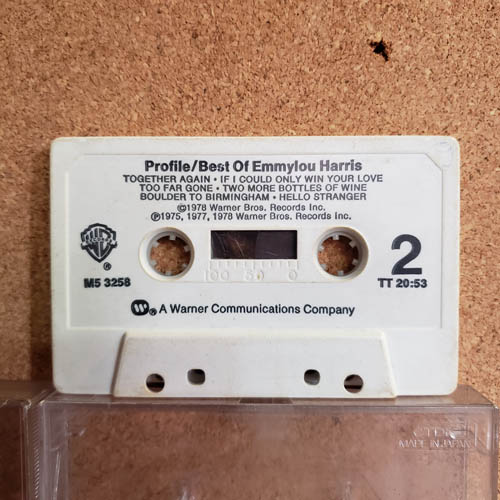 Profile/Best Of Emmylou Harris
TOGETHER AGAIN • IF I COULD ONLY WIN YOUR LOVE
TOO FAR GONE • TWO MORE BOTTLES OF WINE
BOULDER TO BIRMINGHAM • HELLO STRANGER
©1978 Warner Bros. Records Inc.
℗1975, 1977, 1978 Warner Bros. Records Inc.
2
100 50 0
M5 3258
TT 20:53
®. A Warner Communications Company
MADE IN JAPAN